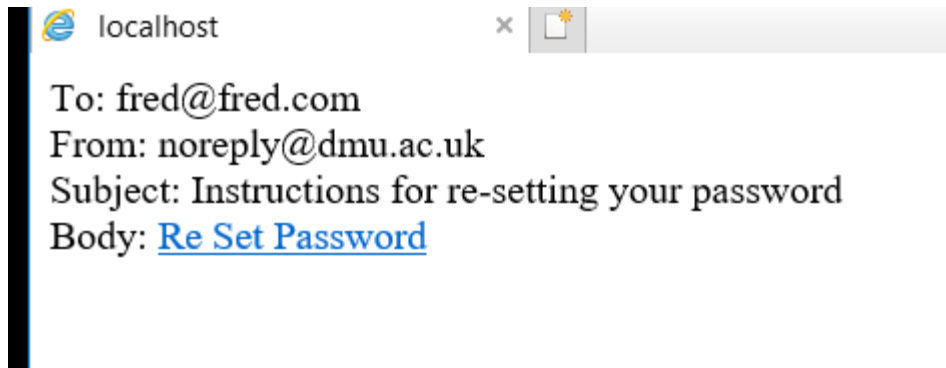 localhost
To: fred@fred.com
From: noreply@dmu.ac.uk
Subject: Instructions for re-setting your password
Body: Re Set Password